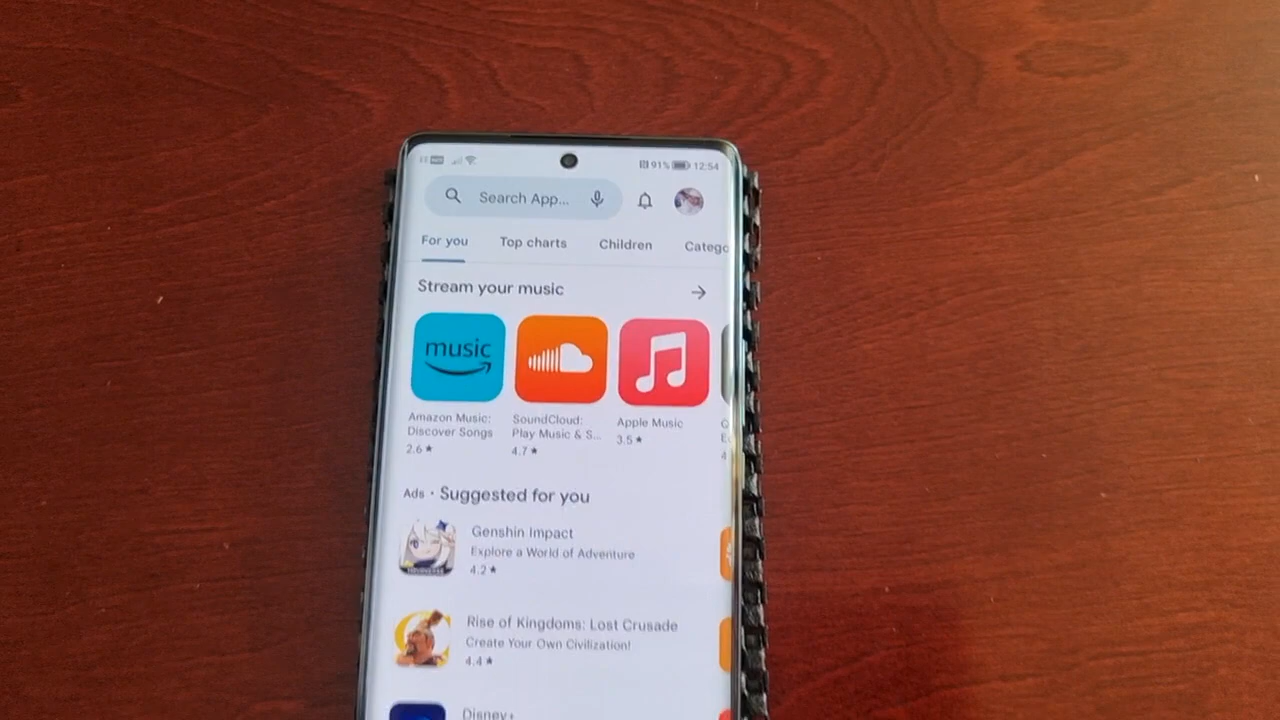 91% 12:54
Search App...
For you Top charts Children Catego
Stream your music
music
Amazon Music: Discover Songs
2.6 ★
SoundCloud: Play Music & S...
4.7 ★
Apple Music
3.5 ★
Ads · Suggested for you
Genshin Impact
Explore a World of Adventure
4.2 ★
Rise of Kingdoms: Lost Crusade
Create Your Own Civilization!
4.4 ★
Disney+